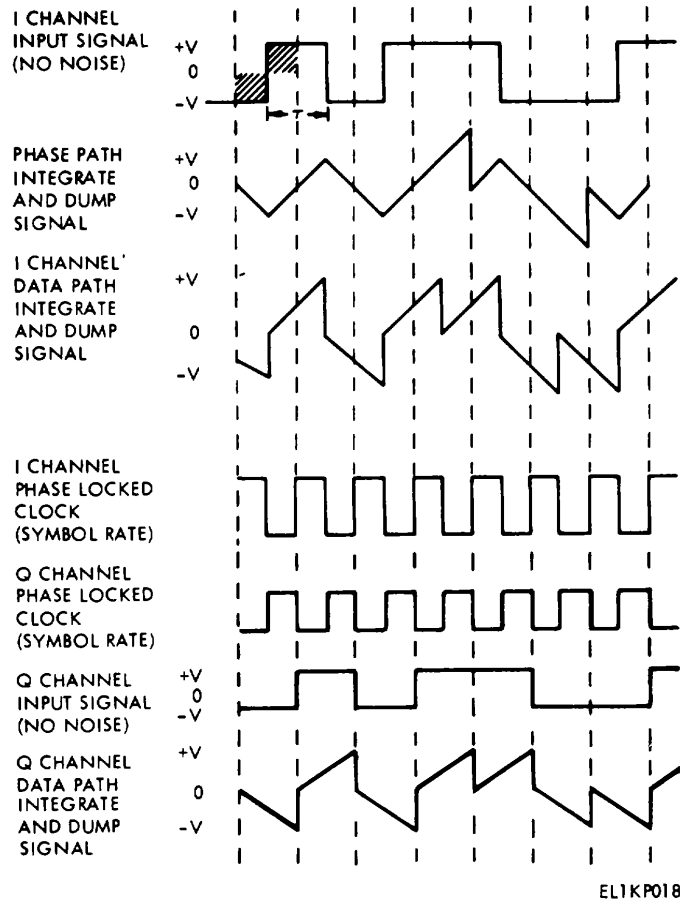 I CHANNEL
INPUT SIGNAL
(NO NOISE)
+V
0
-V
T
PHASE PATH
INTEGRATE
AND DUMP
SIGNAL
+V
0
-V
I CHANNEL
DATA PATH
INTEGRATE
AND DUMP
SIGNAL
+V
0
-V
I CHANNEL
PHASE LOCKED
CLOCK
(SYMBOL RATE)
Q CHANNEL
PHASE LOCKED
CLOCK
(SYMBOL RATE)
Q CHANNEL
INPUT SIGNAL
(NO NOISE)
+V
0
-V
Q CHANNEL
DATA PATH
INTEGRATE
AND DUMP
SIGNAL
+V
0
-V
EL1KP018